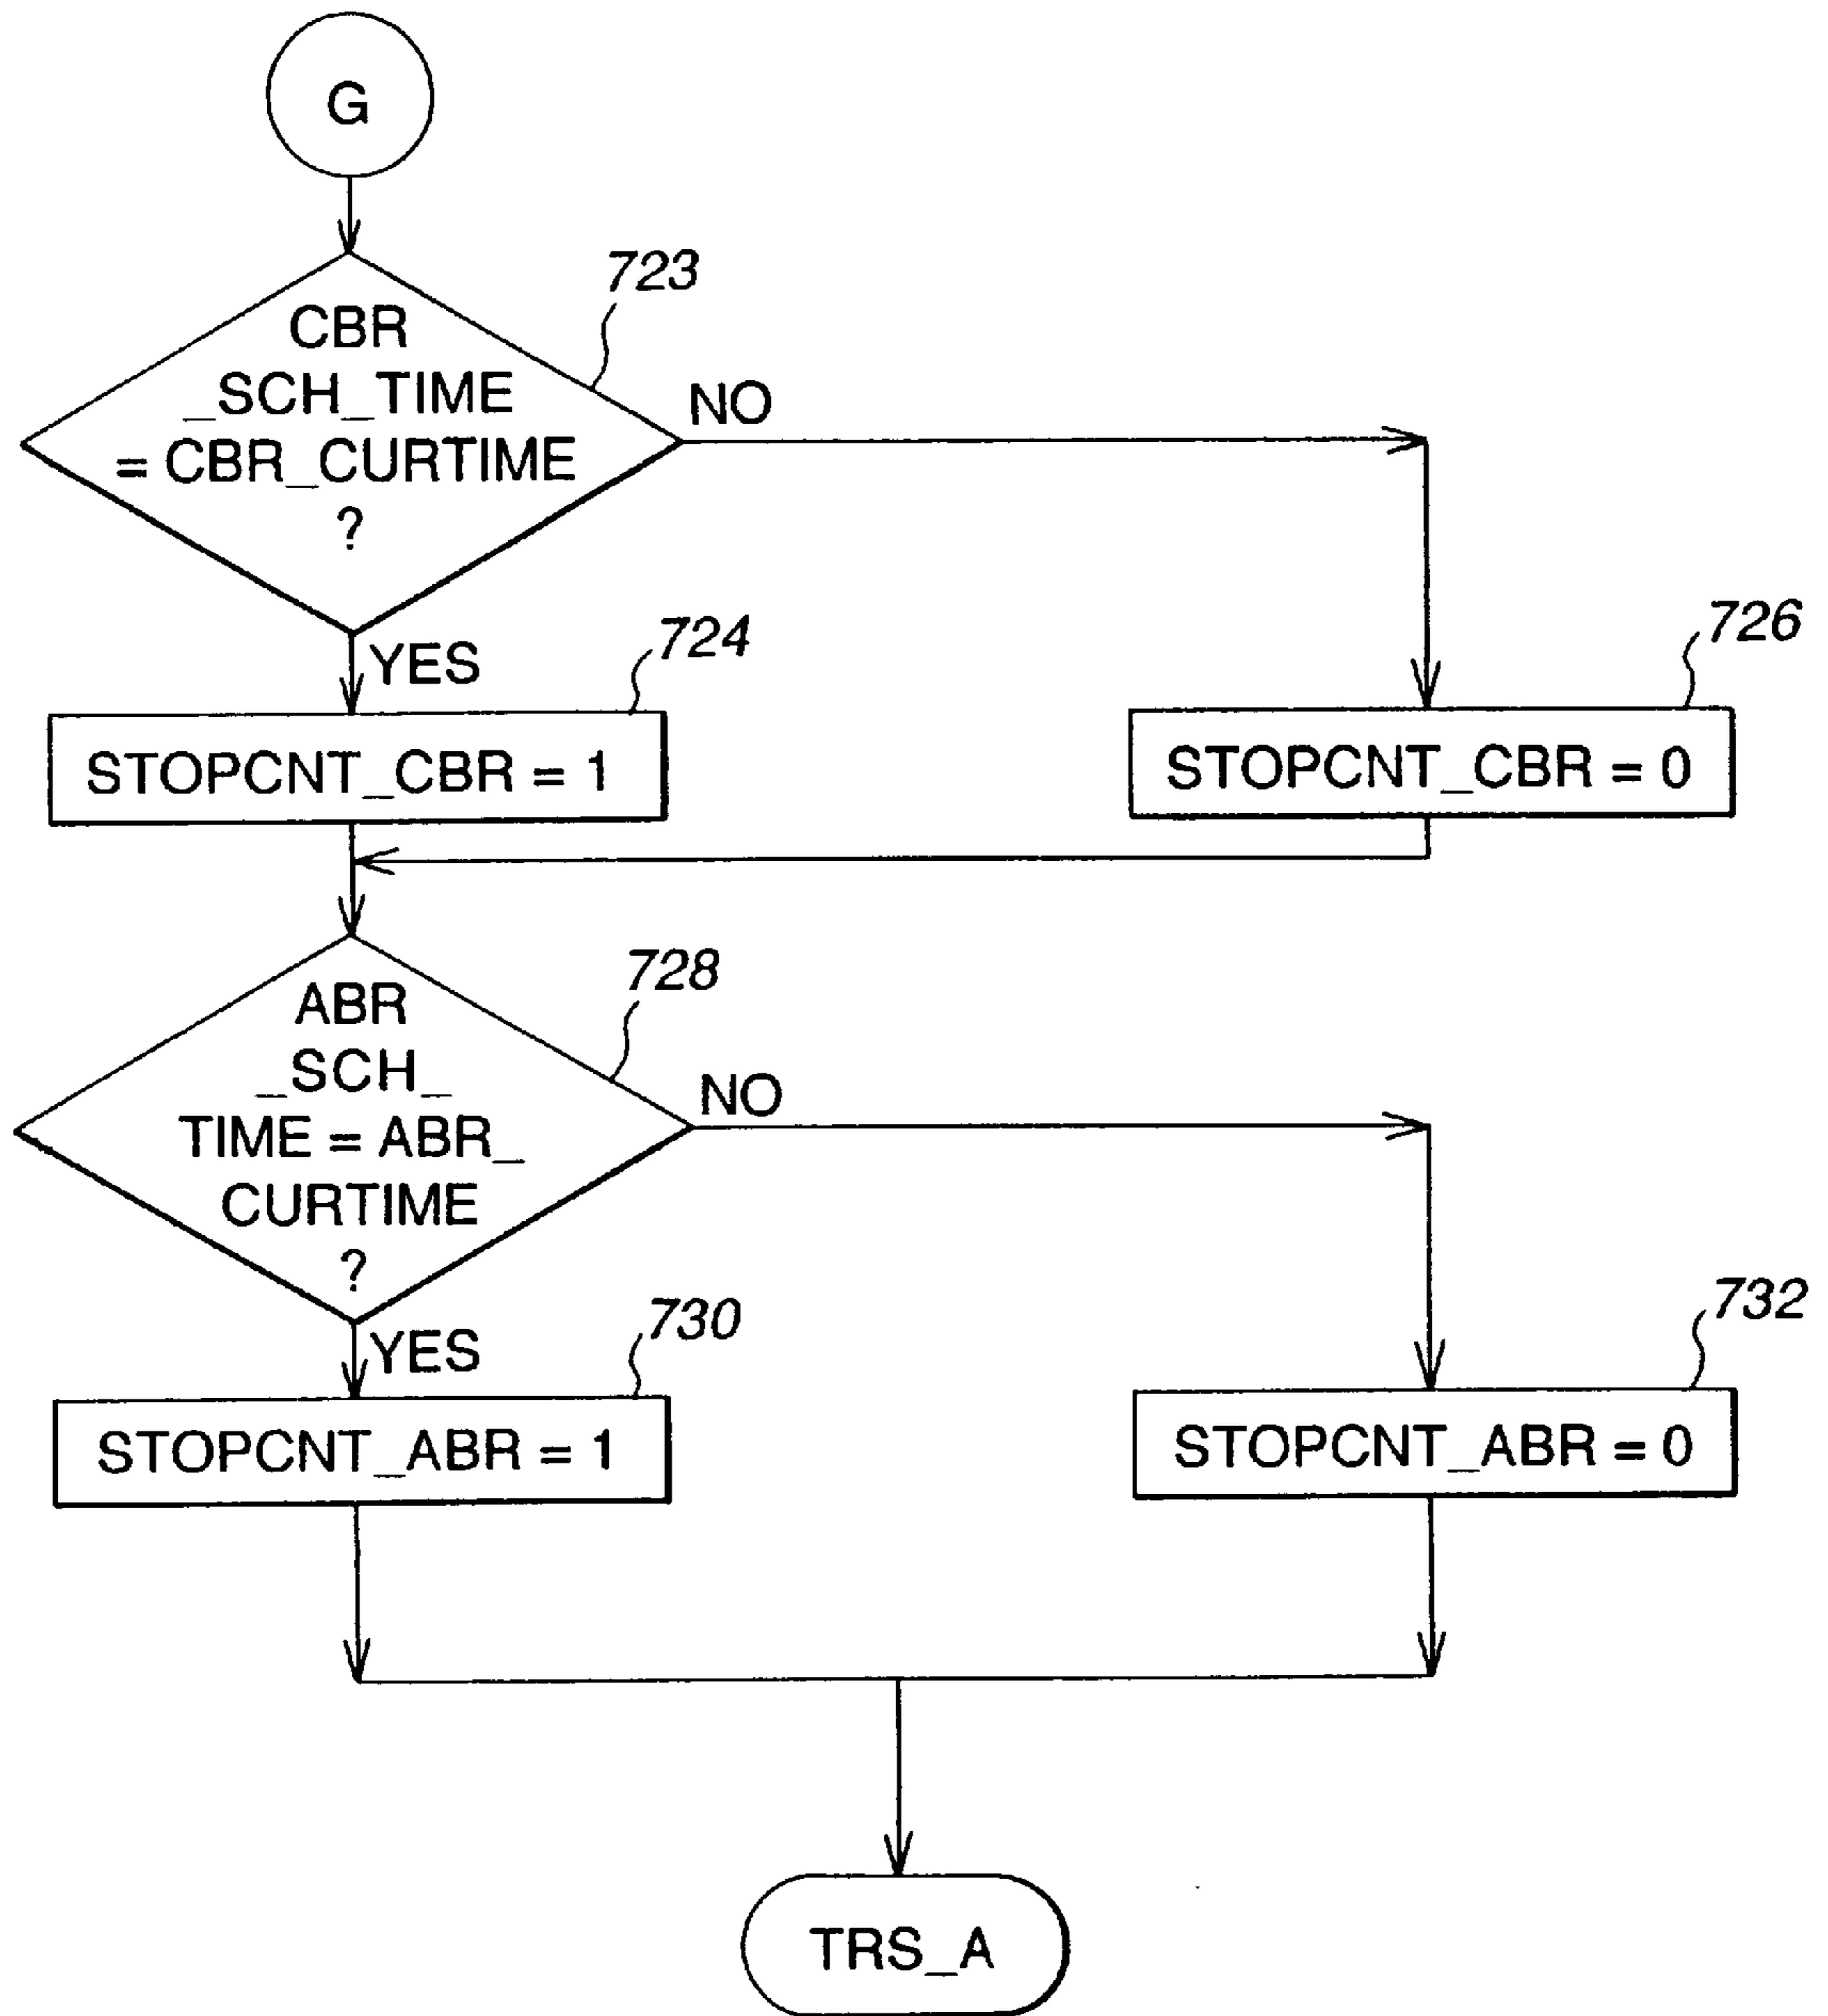 G
723
CBR
_SCH_TIME
= CBR_CURTIME
?
NO
YES
724
STOPCNT_CBR = 1
726
STOPCNT_CBR = 0
728
ABR
_SCH_
TIME = ABR_
CURTIME
?
NO
YES
730
STOPCNT_ABR = 1
732
STOPCNT_ABR = 0
TRS_A